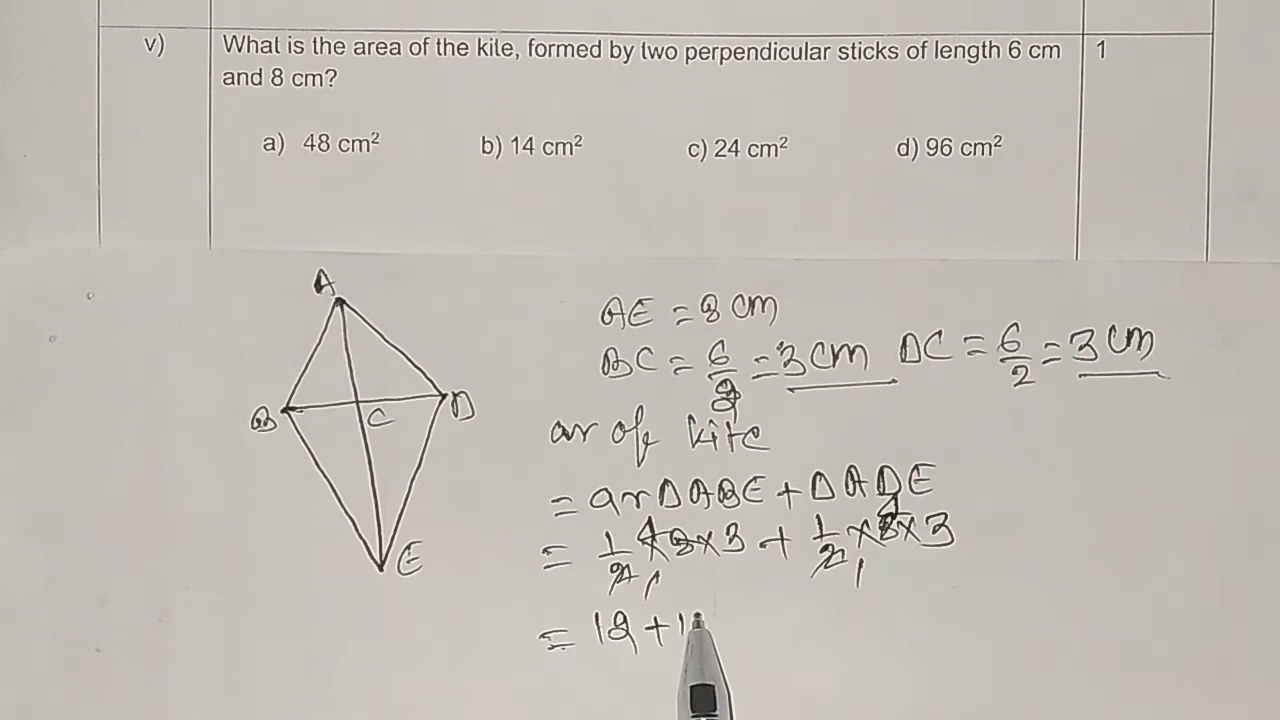 v) What is the area of the kite, formed by two perpendicular sticks of length 6 cm 1
and 8 cm?
a) 48 cm² b) 14 cm² c) 24 cm² d) 96 cm²
A
B
C
D
E
AE = 8 cm
BC = 6/2 = 3 cm DC = 6/2 = 3 cm
ar of kite
= ar Δ ABE + Δ ADE
= 1/2 × 8 × 3 + 1/2 × 8 × 3
= 12 + 1